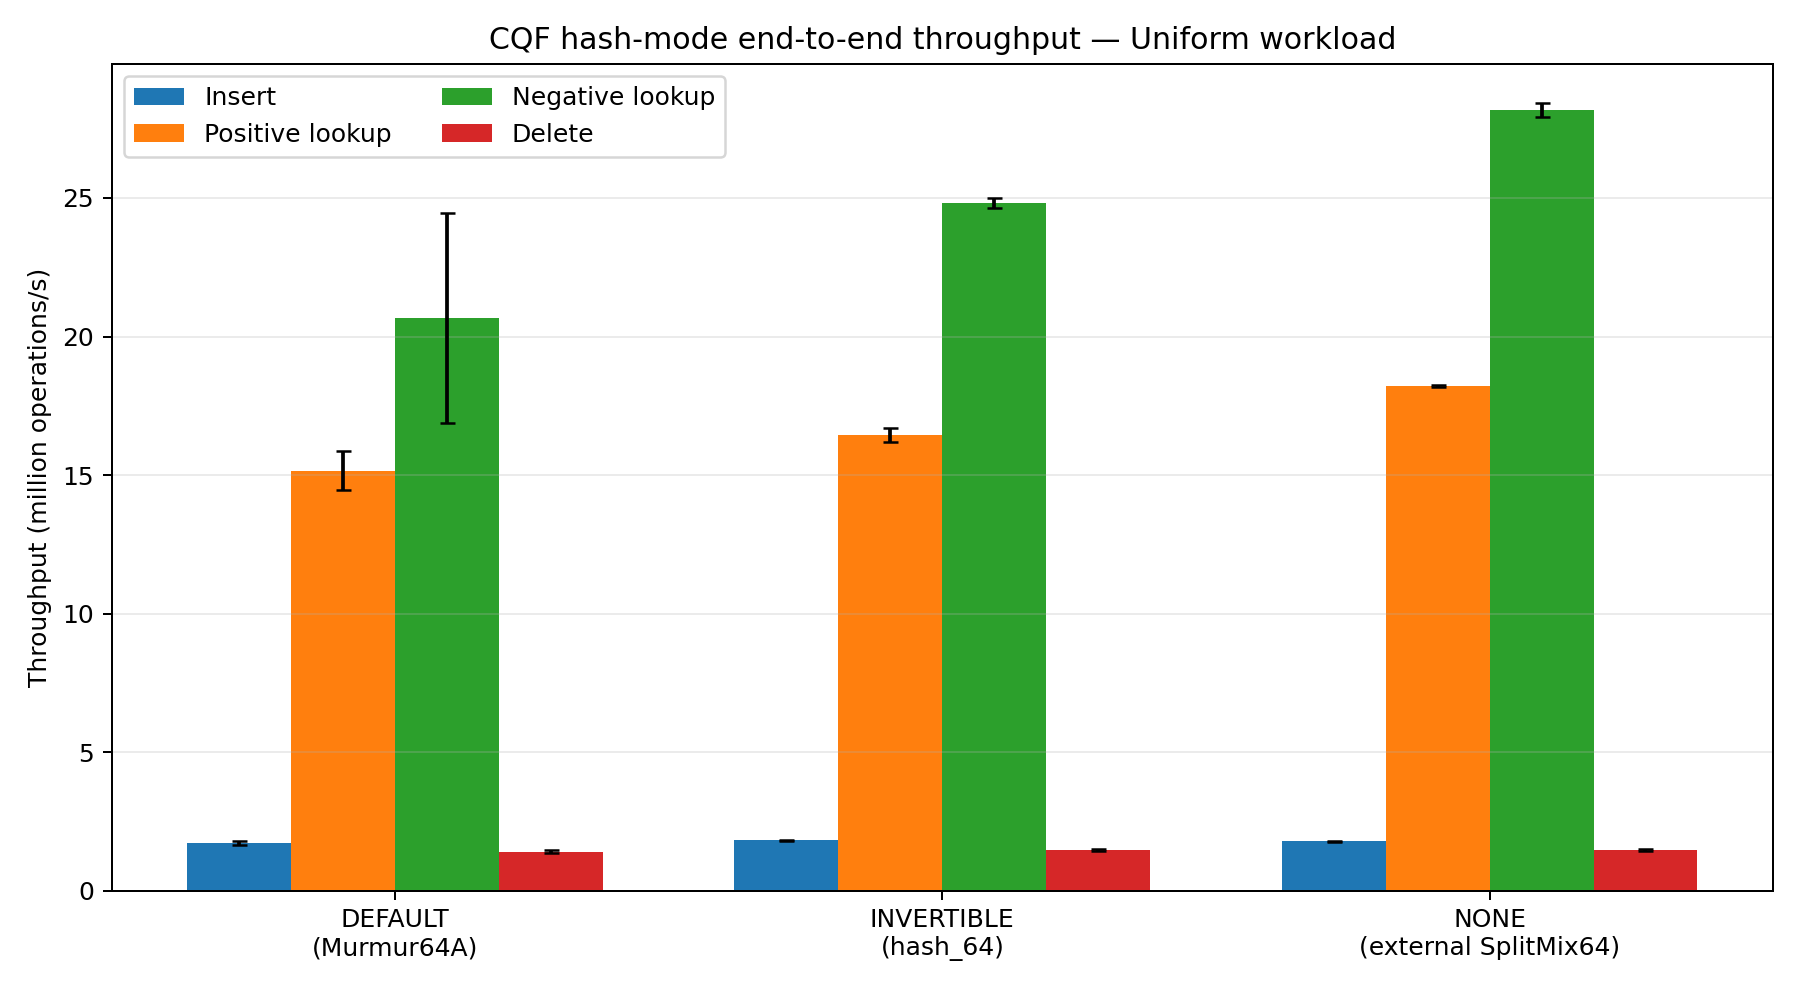 CQF hash-mode end-to-end throughput — Uniform workload
Insert
Positive lookup
Negative lookup
Delete
Throughput (million operations/s)
25
20
15
10
5
0
DEFAULT
(Murmur64A)
INVERTIBLE
(hash_64)
NONE
(external SplitMix64)